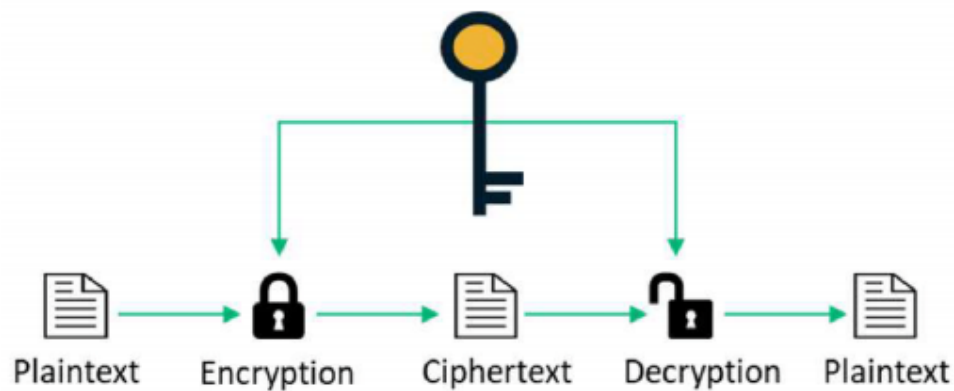 Plaintext
Encryption
Ciphertext
Decryption
Plaintext